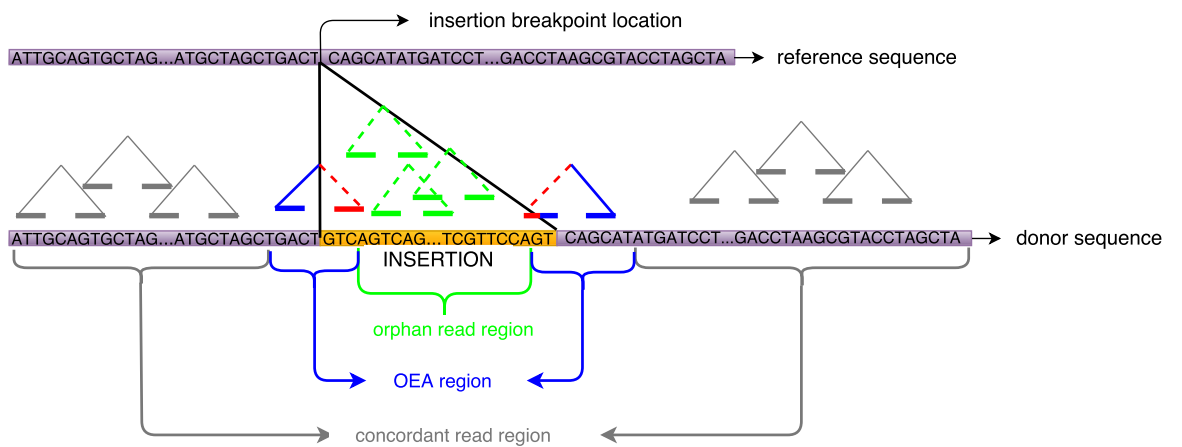 insertion breakpoint location
ATTGCAGTGCTAG...ATGCTAGCTGACT CAGCATATGATCCT...GACCTAAGCGTACCTAGCTA
reference sequence
ATTGCAGTGCTAG...ATGCTAGCTGACT GTCAGTCAG...TCGTTCCAGT CAGCATATGATCCT...GACCTAAGCGTACCTAGCTA
donor sequence
INSERTION
orphan read region
OEA region
concordant read region